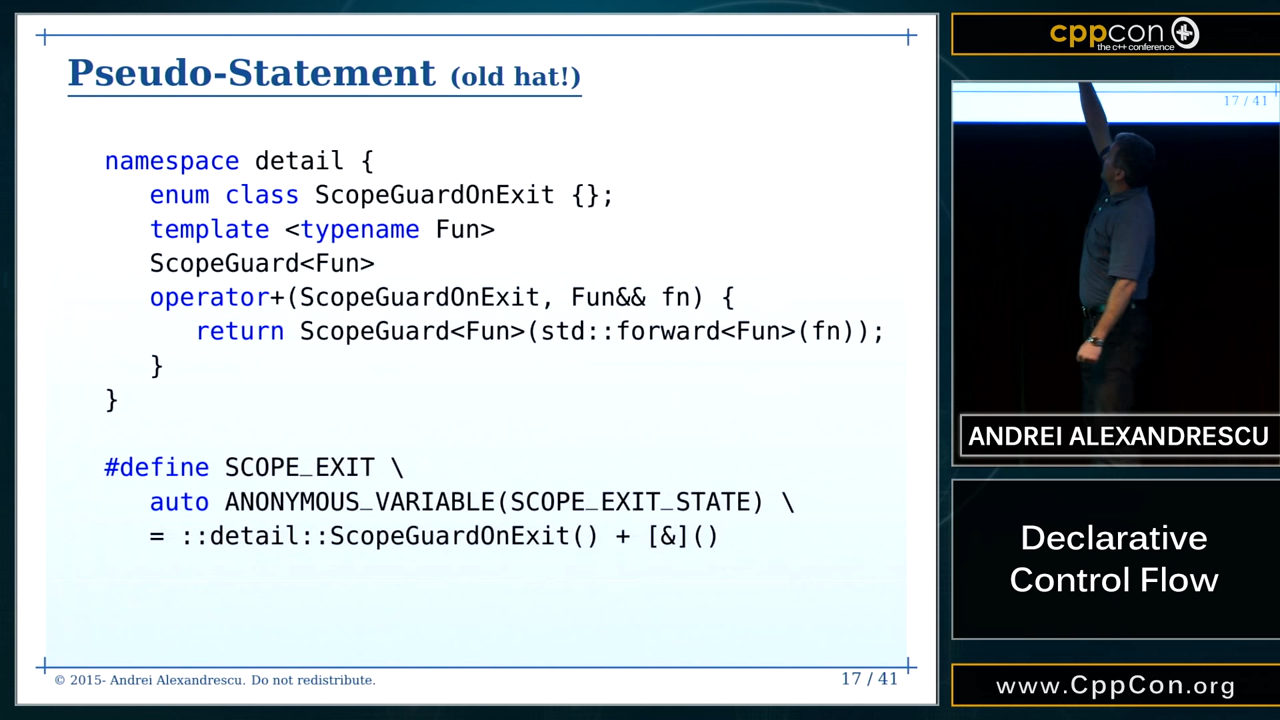 Pseudo-Statement (old hat!)
namespace detail {
   enum class ScopeGuardOnExit {};
   template <typename Fun>
   ScopeGuard<Fun>
   operator+(ScopeGuardOnExit, Fun&& fn) {
      return ScopeGuard<Fun>(std::forward<Fun>(fn));
   }
}
#define SCOPE_EXIT \
   auto ANONYMOUS_VARIABLE(SCOPE_EXIT_STATE) \
   = ::detail::ScopeGuardOnExit() + [&]()
© 2015- Andrei Alexandrescu. Do not redistribute.
17 / 41
cppcon
the c++ conference
17 / 41
ANDREI ALEXANDRESCU
Declarative
Control Flow
www.CppCon.org